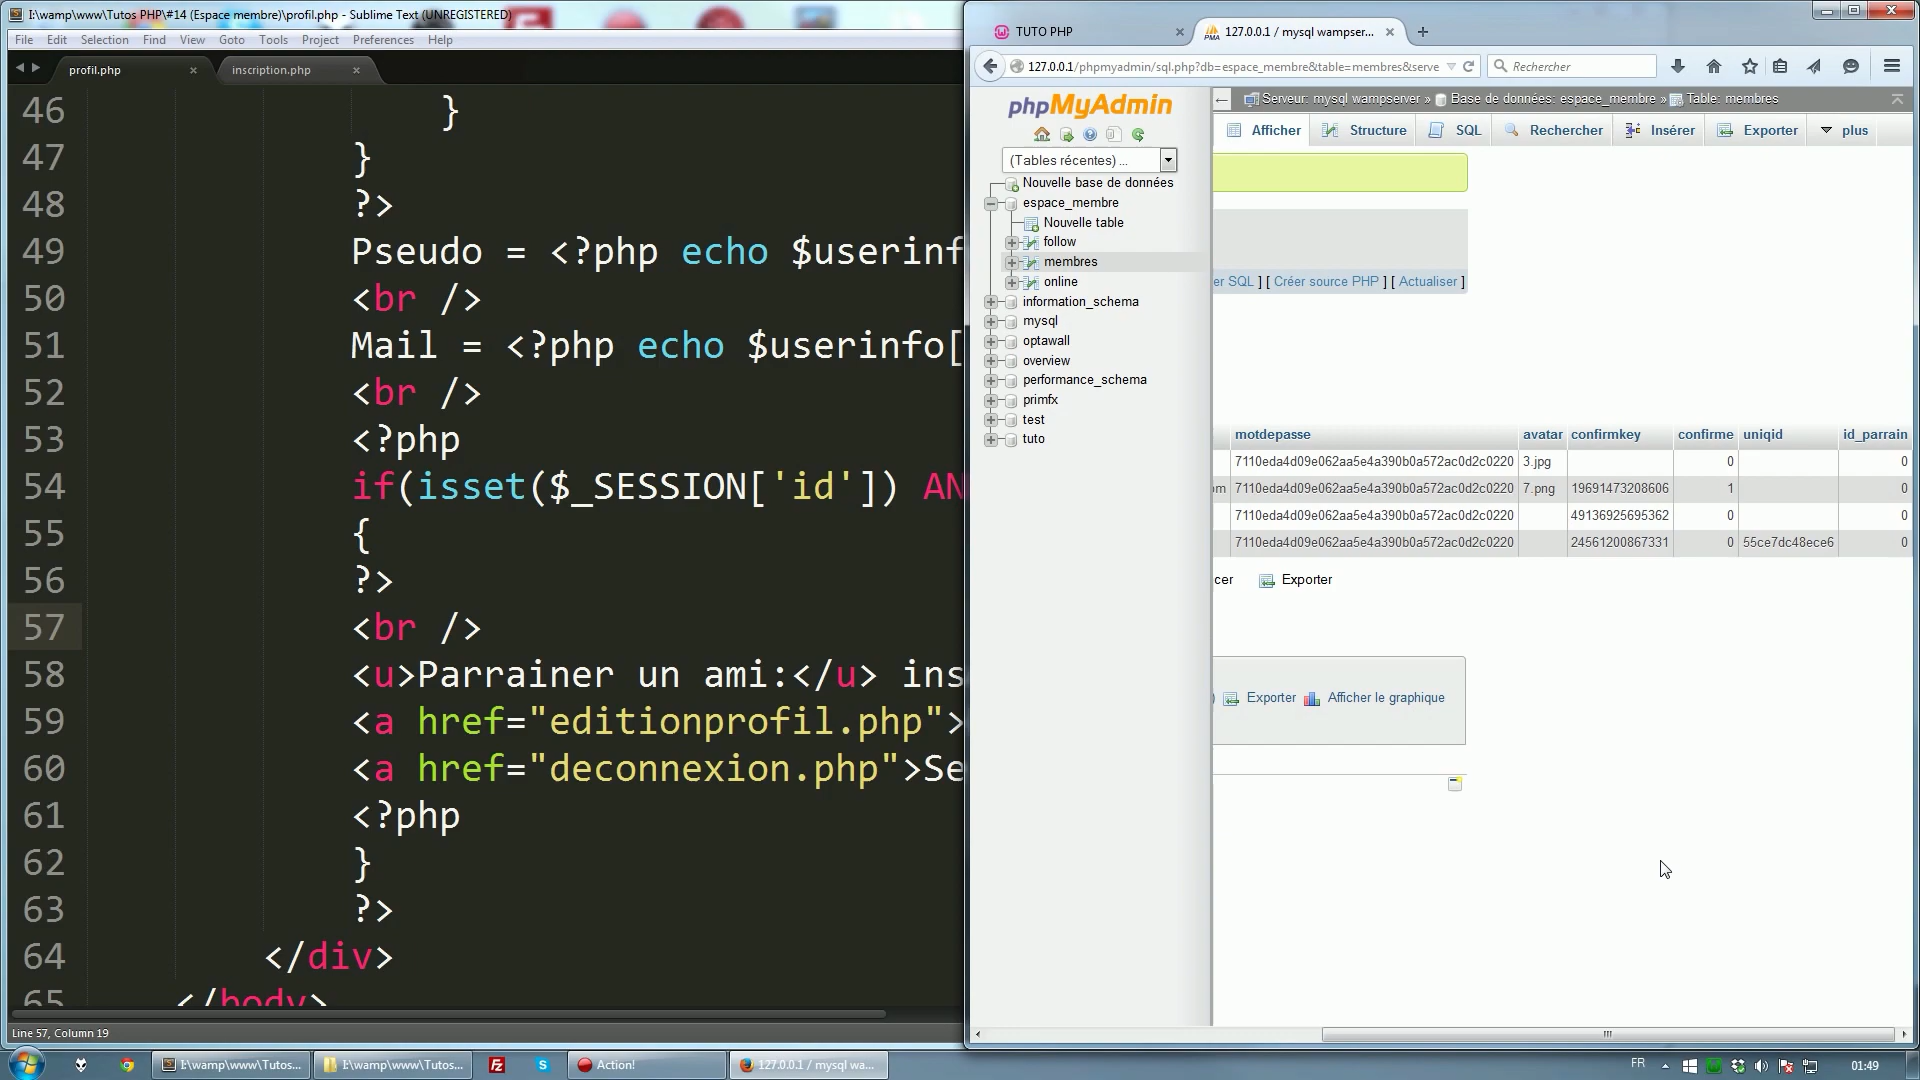 I:\wamp\www\Tutos PHP\#14 (Espace membre)\profil.php - Sublime Text (UNREGISTERED)
File Edit Selection Find View Goto Tools Project Preferences Help
profil.php
inscription.php
46 }
47 }
48 ?>
49 Pseudo = <?php echo $userinf
50 <br />
51 Mail = <?php echo $userinfo[
52 <br />
53 <?php
54 if(isset($_SESSION['id']) AN
55 {
56 ?>
57 <br />
58 <u>Parrainer un ami:</u> ins
59 <a href="editionprofil.php">
60 <a href="deconnexion.php">Se
61 <?php
62 }
63 ?>
64 </div>
65 </body>
Line 57, Column 19
TUTO PHP
127.0.0.1 / mysql wampser...
127.0.0.1/phpmyadmin/sql.php?db=espace_membre&table=membres&serve
Rechercher
phpMyAdmin
(Tables récentes) ...
Nouvelle base de données
espace_membre
Nouvelle table
follow
membres
online
information_schema
mysql
optawall
overview
performance_schema
primfx
test
tuto
Serveur: mysql wampserver » Base de données: espace_membre » Table: membres
Afficher Structure SQL Rechercher Insérer Exporter plus
er SQL ] [ Créer source PHP ] [ Actualiser ]
motdepasse avatar confirmkey confirme uniqid id_parrain
7110eda4d09e062aa5e4a390b0a572ac0d2c0220 3.jpg 0 0
om 7110eda4d09e062aa5e4a390b0a572ac0d2c0220 7.png 19691473208606 1 0
7110eda4d09e062aa5e4a390b0a572ac0d2c0220 49136925695362 0 0
7110eda4d09e062aa5e4a390b0a572ac0d2c0220 24561200867331 0 55ce7dc48ece6 0
cer Exporter
) Exporter Afficher le graphique
I:\wamp\www\Tutos...
I:\wamp\www\Tutos...
Action!
127.0.0.1 / mysql wa...
FR
01:49